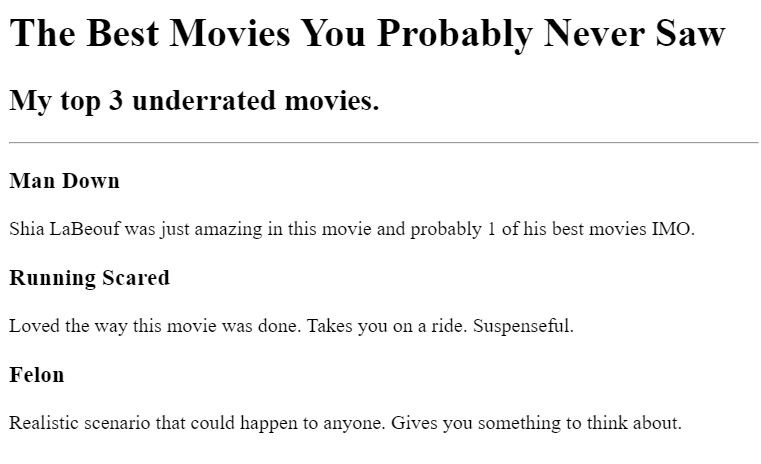 The Best Movies You Probably Never Saw
My top 3 underrated movies.
Man Down
Shia LaBeouf was just amazing in this movie and probably 1 of his best movies IMO.
Running Scared
Loved the way this movie was done. Takes you on a ride. Suspenseful.
Felon
Realistic scenario that could happen to anyone. Gives you something to think about.